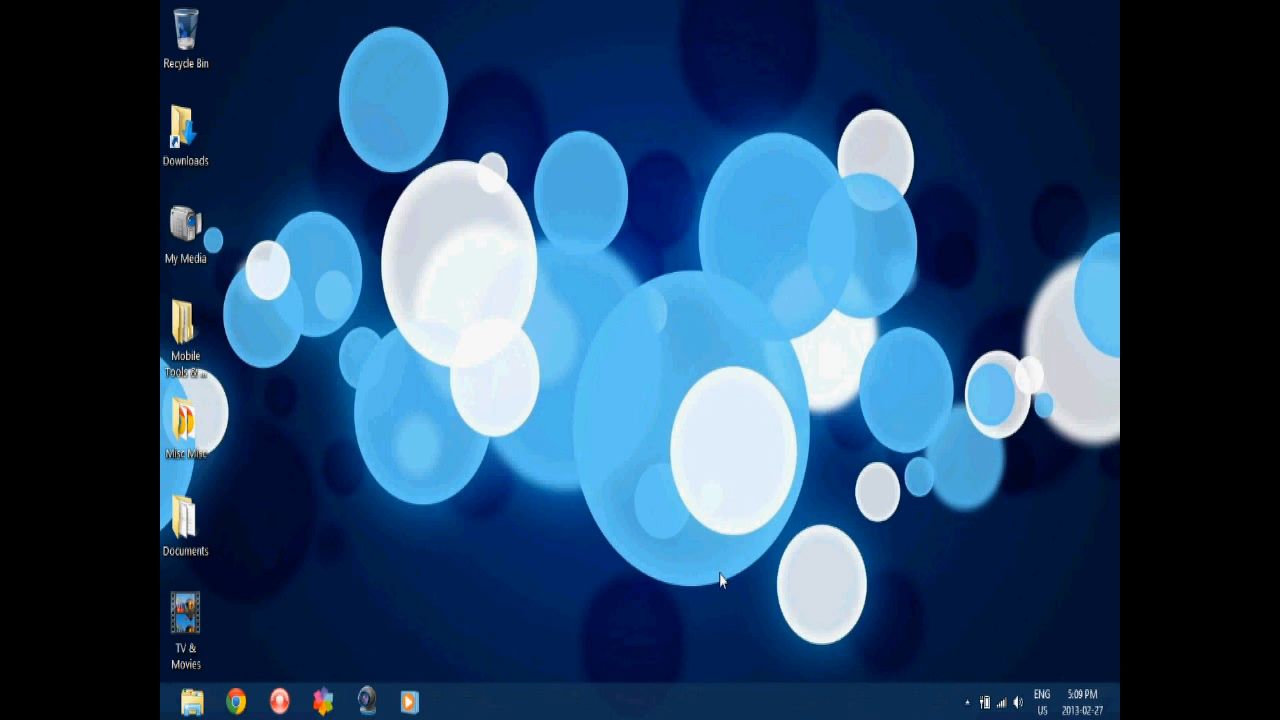 Recycle Bin
Downloads
My Media
Mobile
Tools & ...
Misc Misc
Documents
TV &
Movies
ENG
US
5:09 PM
2013-02-27